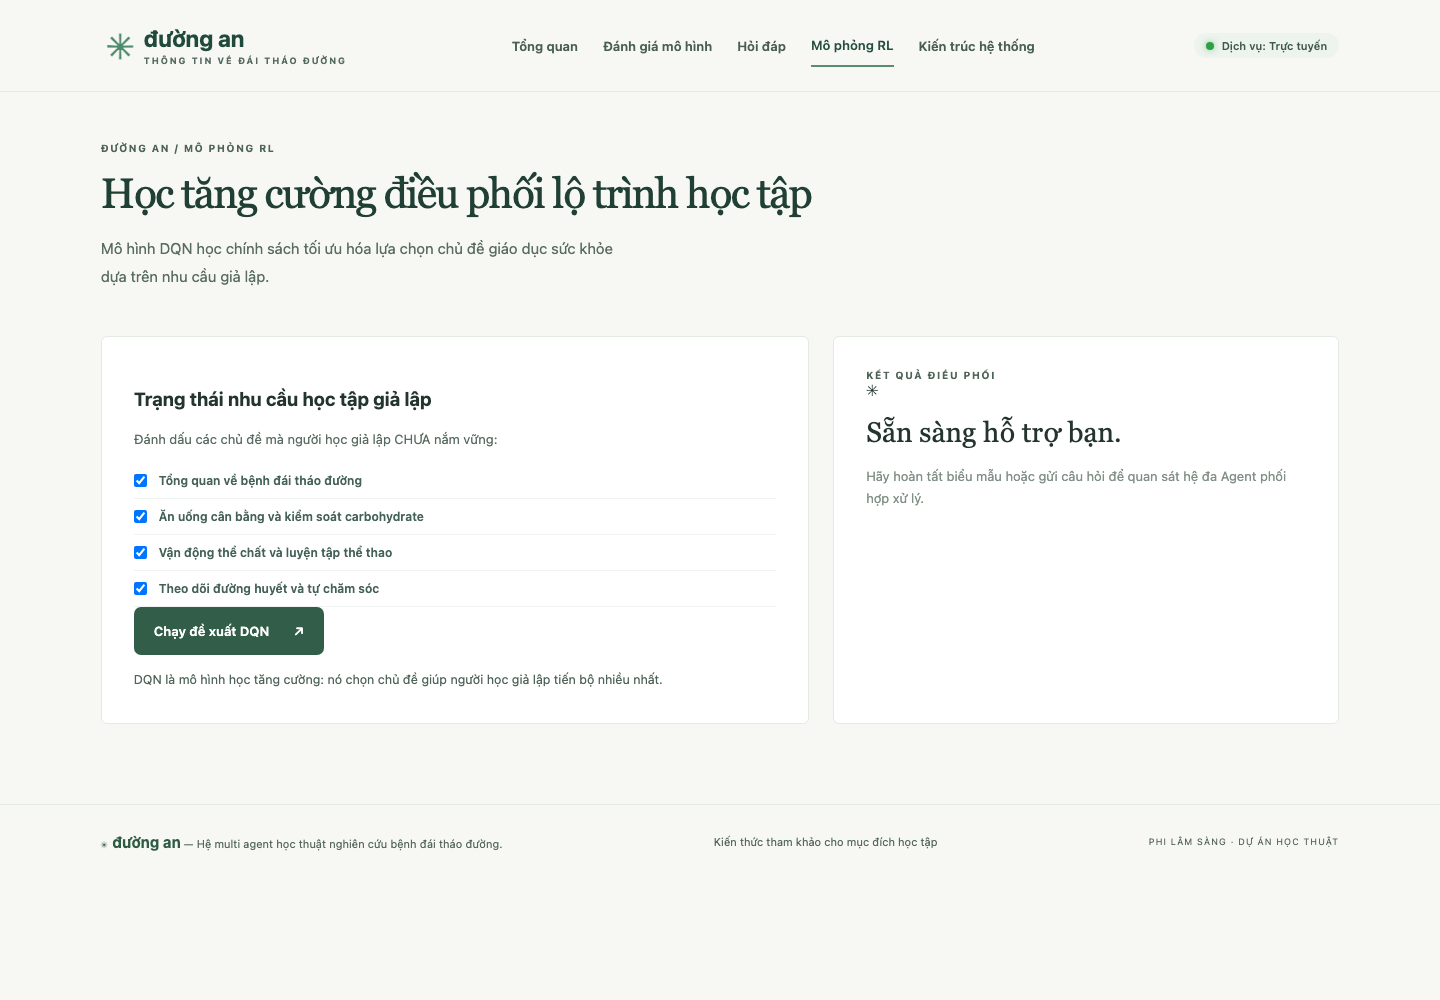 đường an
THÔNG TIN VỀ ĐÁI THÁO ĐƯỜNG
Tổng quan
Đánh giá mô hình
Hỏi đáp
Mô phỏng RL
Kiến trúc hệ thống
Dịch vụ: Trực tuyến
ĐƯỜNG AN / MÔ PHỎNG RL
Học tăng cường điều phối lộ trình học tập
Mô hình DQN học chính sách tối ưu hóa lựa chọn chủ đề giáo dục sức khỏe
dựa trên nhu cầu giả lập.
Trạng thái nhu cầu học tập giả lập
Đánh dấu các chủ đề mà người học giả lập CHƯA nắm vững:
Tổng quan về bệnh đái tháo đường
Ăn uống cân bằng và kiểm soát carbohydrate
Vận động thể chất và luyện tập thể thao
Theo dõi đường huyết và tự chăm sóc
Chạy đề xuất DQN
DQN là mô hình học tăng cường: nó chọn chủ đề giúp người học giả lập tiến bộ nhiều nhất.
KẾT QUẢ ĐIỀU PHỐI
Sẵn sàng hỗ trợ bạn.
Hãy hoàn tất biểu mẫu hoặc gửi câu hỏi để quan sát hệ đa Agent phối
hợp xử lý.
đường an — Hệ multi agent học thuật nghiên cứu bệnh đái tháo đường.
Kiến thức tham khảo cho mục đích học tập
PHI LÂM SÀNG · DỰ ÁN HỌC THUẬT